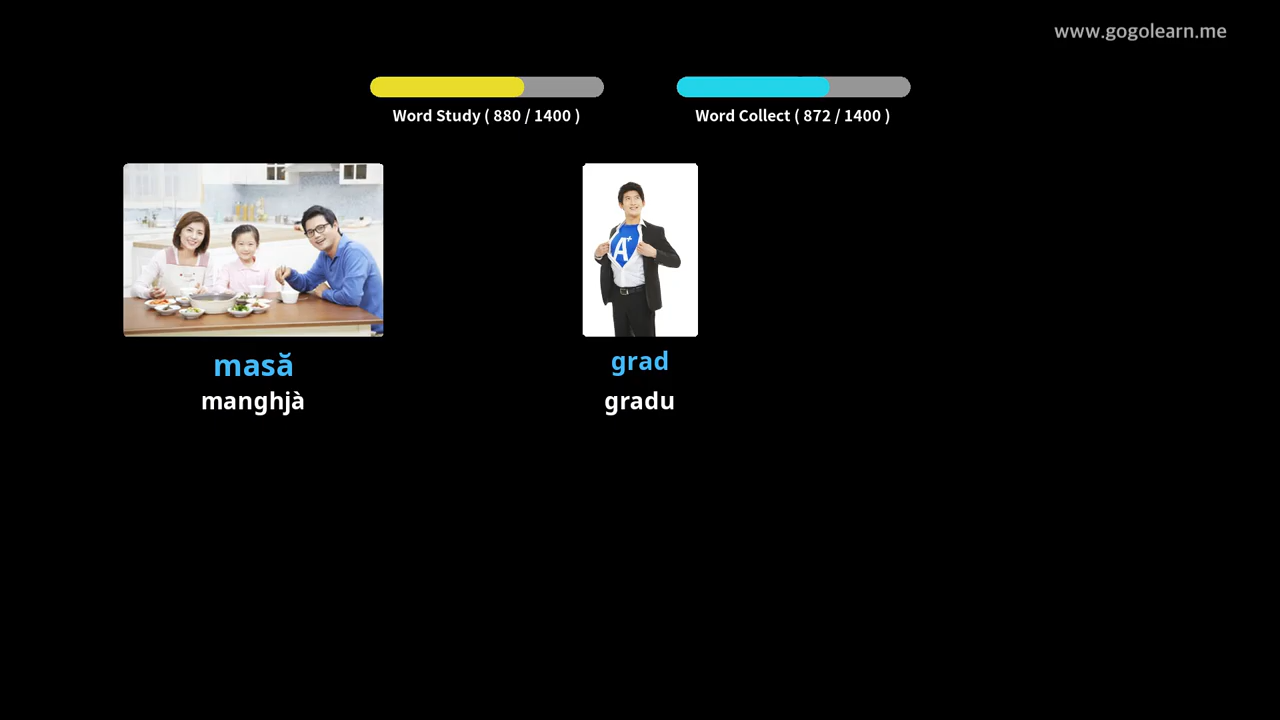 www.gogolearn.me
Word Study ( 880 / 1400 )
Word Collect ( 872 / 1400 )
A+
masă
manghjà
grad
gradu